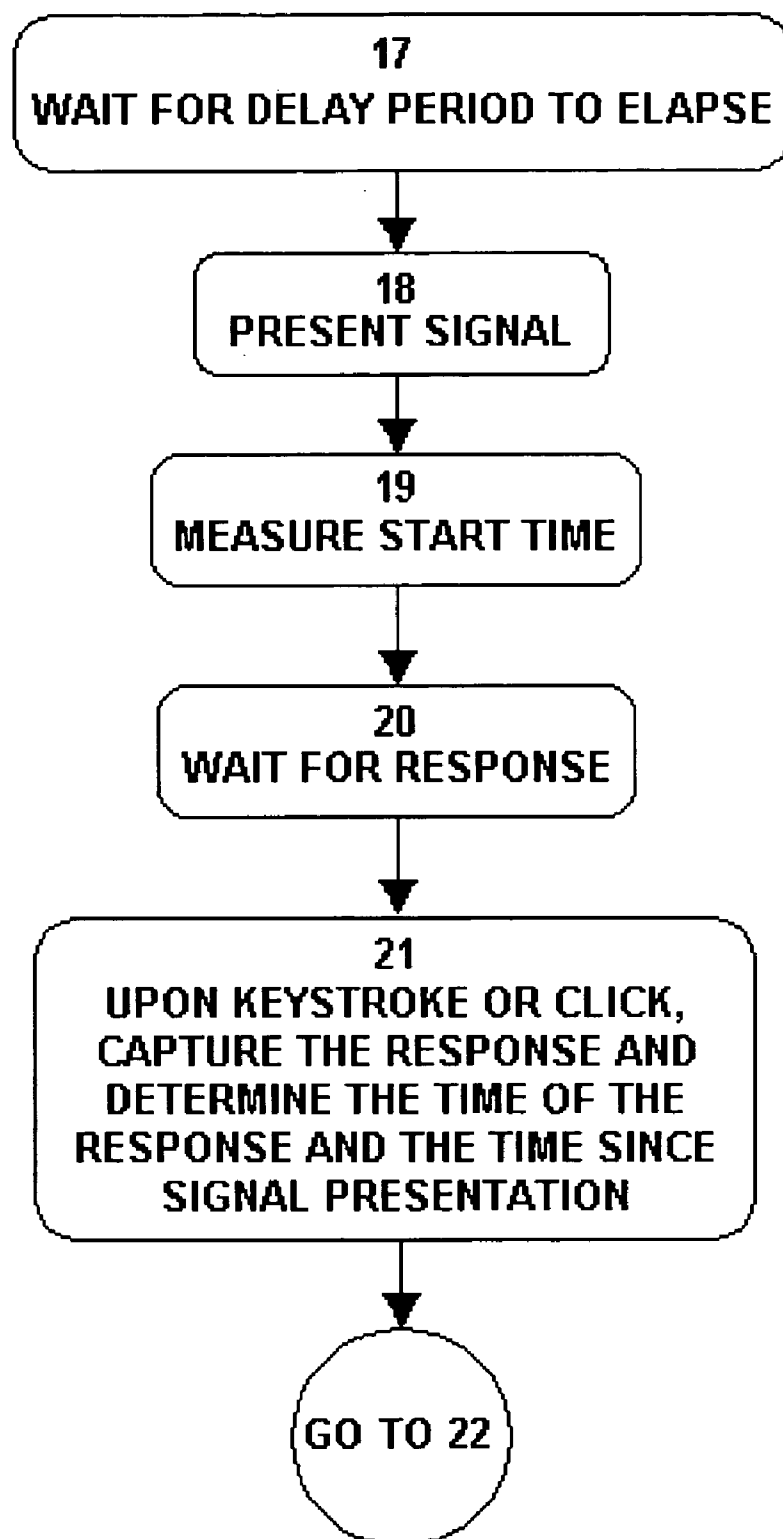 17
WAIT FOR DELAY PERIOD TO ELAPSE
18
PRESENT SIGNAL
19
MEASURE START TIME
20
WAIT FOR RESPONSE
21
UPON KEYSTROKE OR CLICK,
CAPTURE THE RESPONSE AND
DETERMINE THE TIME OF THE
RESPONSE AND THE TIME SINCE
SIGNAL PRESENTATION
GO TO 22